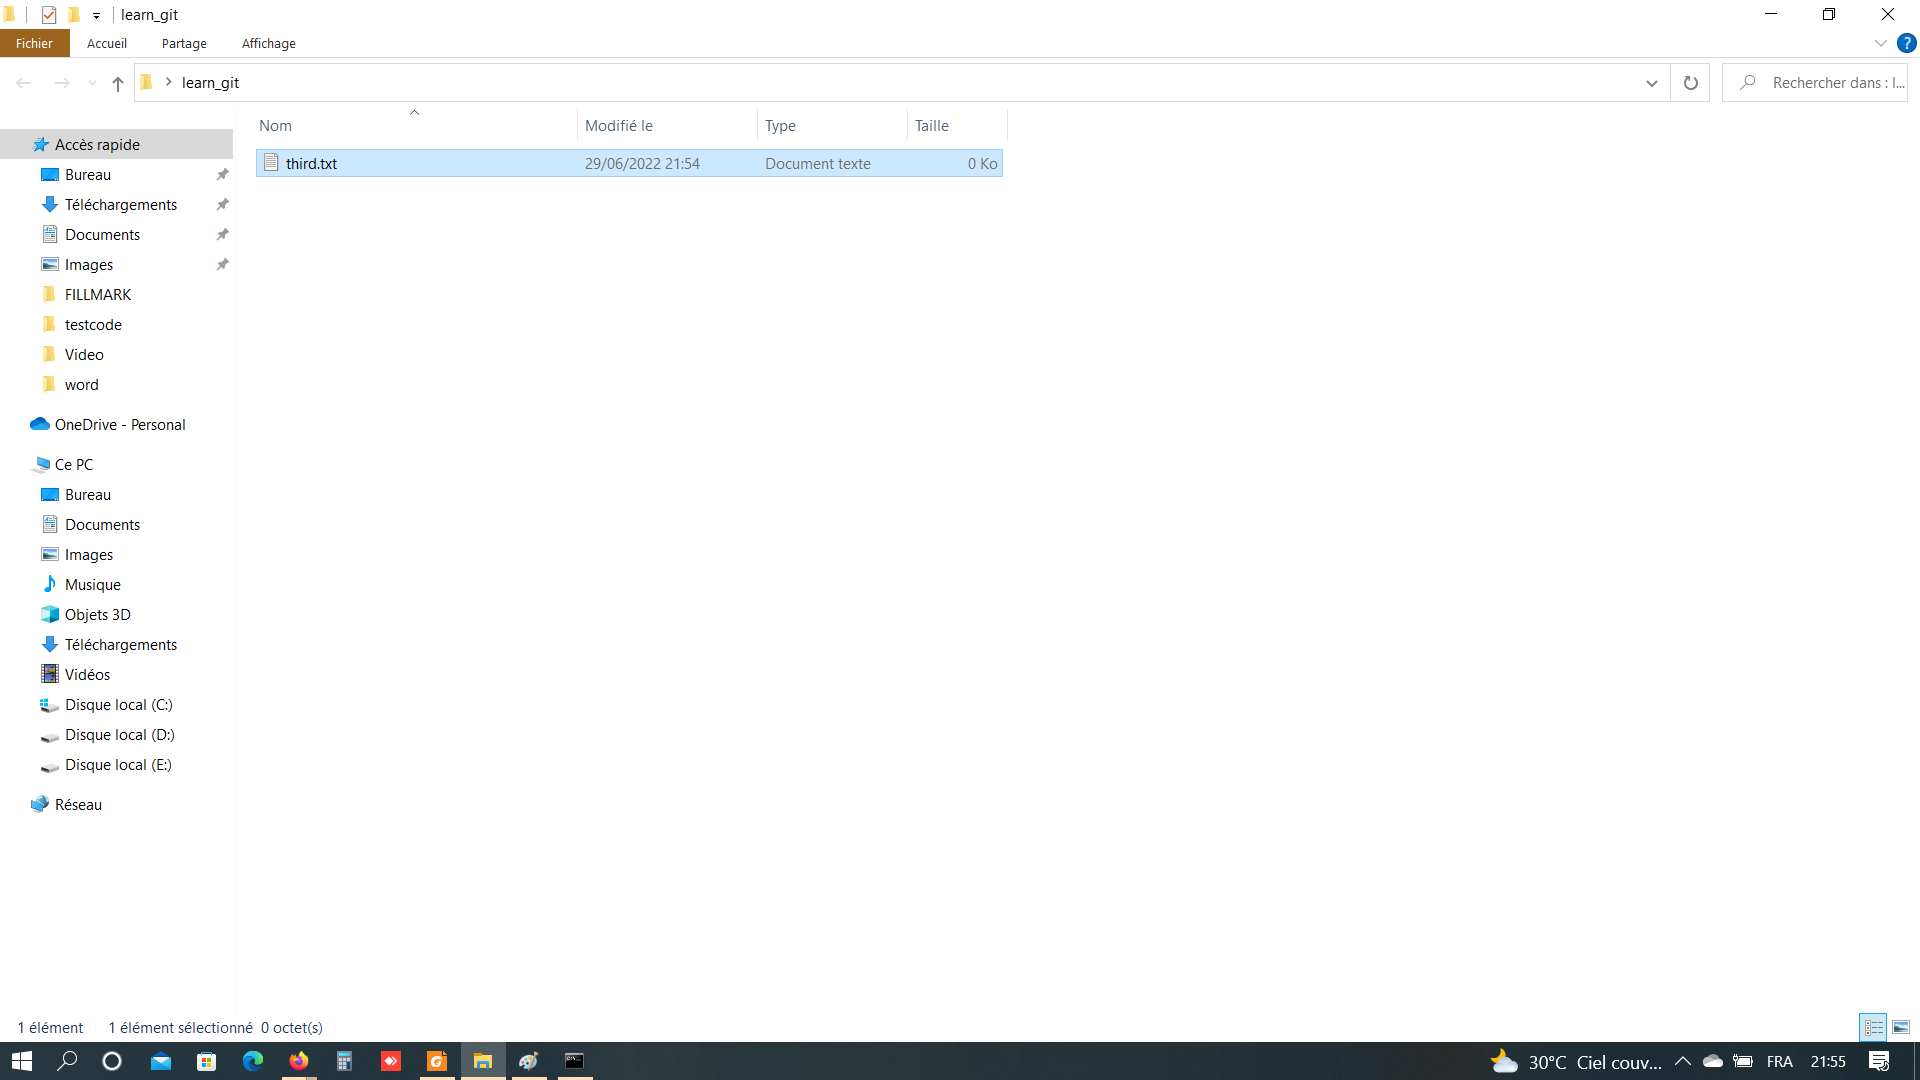 learn_git
Fichier Accueil Partage Affichage
learn_git
Rechercher dans : l...
Nom Modifié le Type Taille
third.txt 29/06/2022 21:54 Document texte 0 Ko
Accès rapide
Bureau
Téléchargements
Documents
Images
FILLMARK
testcode
Video
word
OneDrive - Personal
Ce PC
Bureau
Documents
Images
Musique
Objets 3D
Téléchargements
Vidéos
Disque local (C:)
Disque local (D:)
Disque local (E:)
Réseau
1 élément 1 élément sélectionné 0 octet(s)
30°C Ciel couv... FRA 21:55